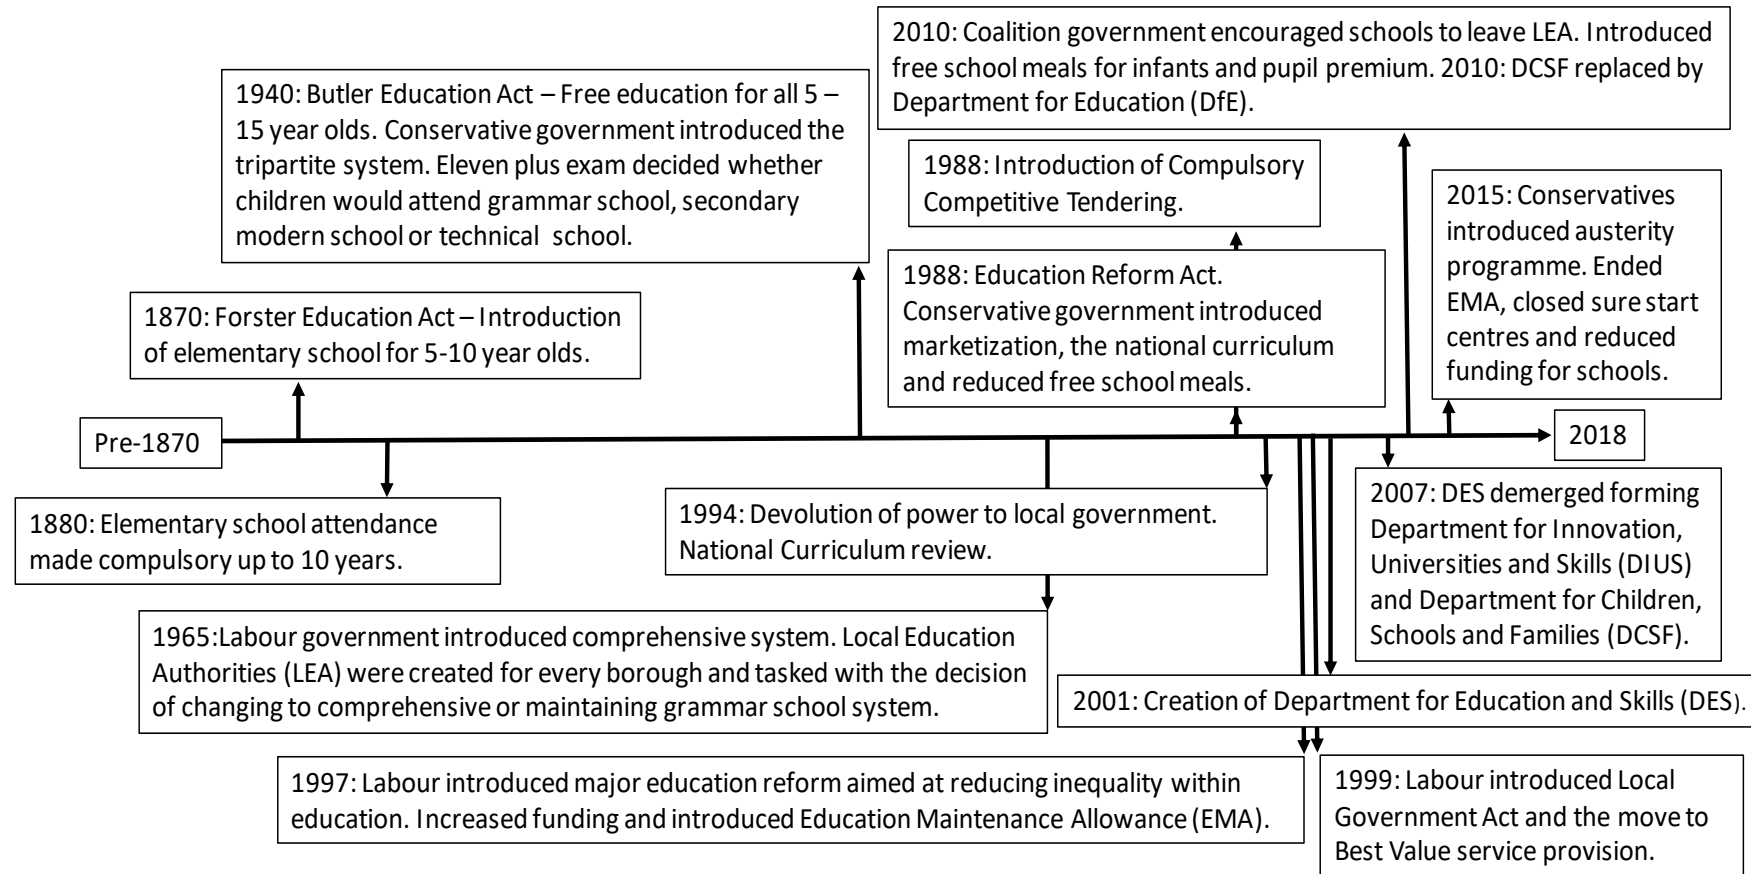 2010: Coalition government encouraged schools to leave LEA. Introduced
free school meals for infants and pupil premium. 2010: DCSF replaced by
Department for Education (DfE).
1940: Butler Education Act – Free education for all 5 –
15 year olds. Conservative government introduced the
tripartite system. Eleven plus exam decided whether
children would attend grammar school, secondary
modern school or technical school.
1988: Introduction of Compulsory
Competitive Tendering.
2015: Conservatives
introduced austerity
programme. Ended
EMA, closed sure start
centres and reduced
funding for schools.
1988: Education Reform Act.
Conservative government introduced
marketization, the national curriculum
and reduced free school meals.
1870: Forster Education Act – Introduction
of elementary school for 5-10 year olds.
Pre-1870
2018
1880: Elementary school attendance
made compulsory up to 10 years.
1994: Devolution of power to local government.
National Curriculum review.
2007: DES demerged forming
Department for Innovation,
Universities and Skills (DIUS)
and Department for Children,
Schools and Families (DCSF).
1965:Labour government introduced comprehensive system. Local Education
Authorities (LEA) were created for every borough and tasked with the decision
of changing to comprehensive or maintaining grammar school system.
2001: Creation of Department for Education and Skills (DES).
1997: Labour introduced major education reform aimed at reducing inequality within
education. Increased funding and introduced Education Maintenance Allowance (EMA).
1999: Labour introduced Local
Government Act and the move to
Best Value service provision.